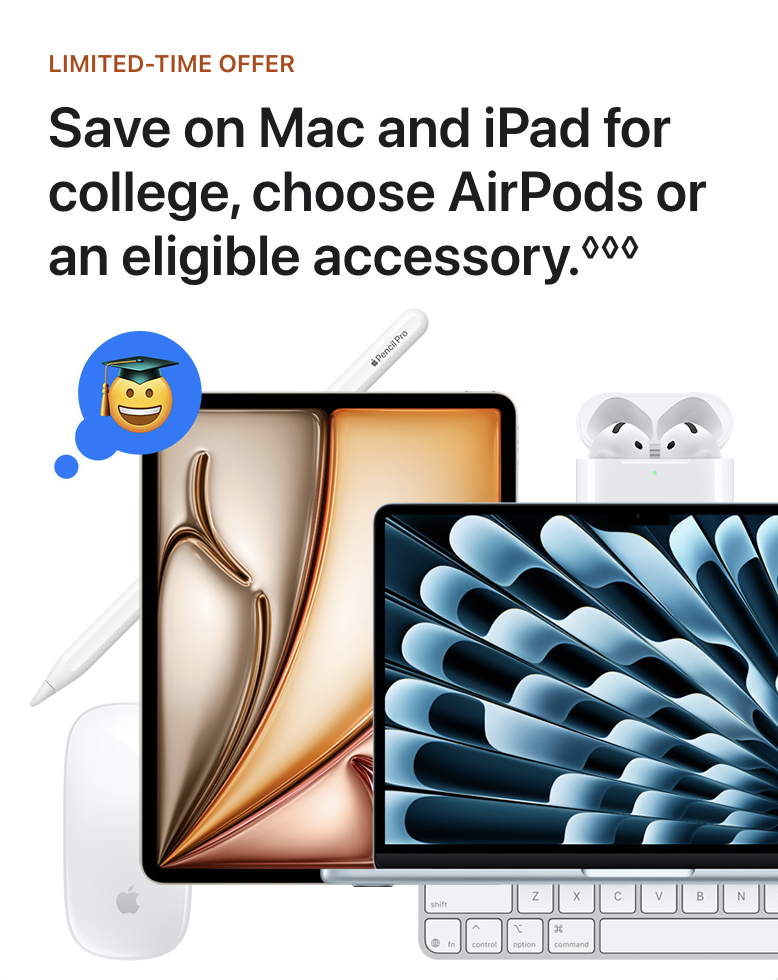 LIMITED-TIME OFFER
Save on Mac and iPad for
college, choose AirPods or
an eligible accessory.◊◊◊
Pencil Pro
shift Z X C V B N
fn control option command